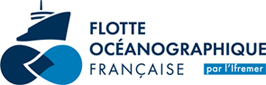 FLOTTE
OCÉANOGRAPHIQUE
FRANÇAISE par l'Ifremer